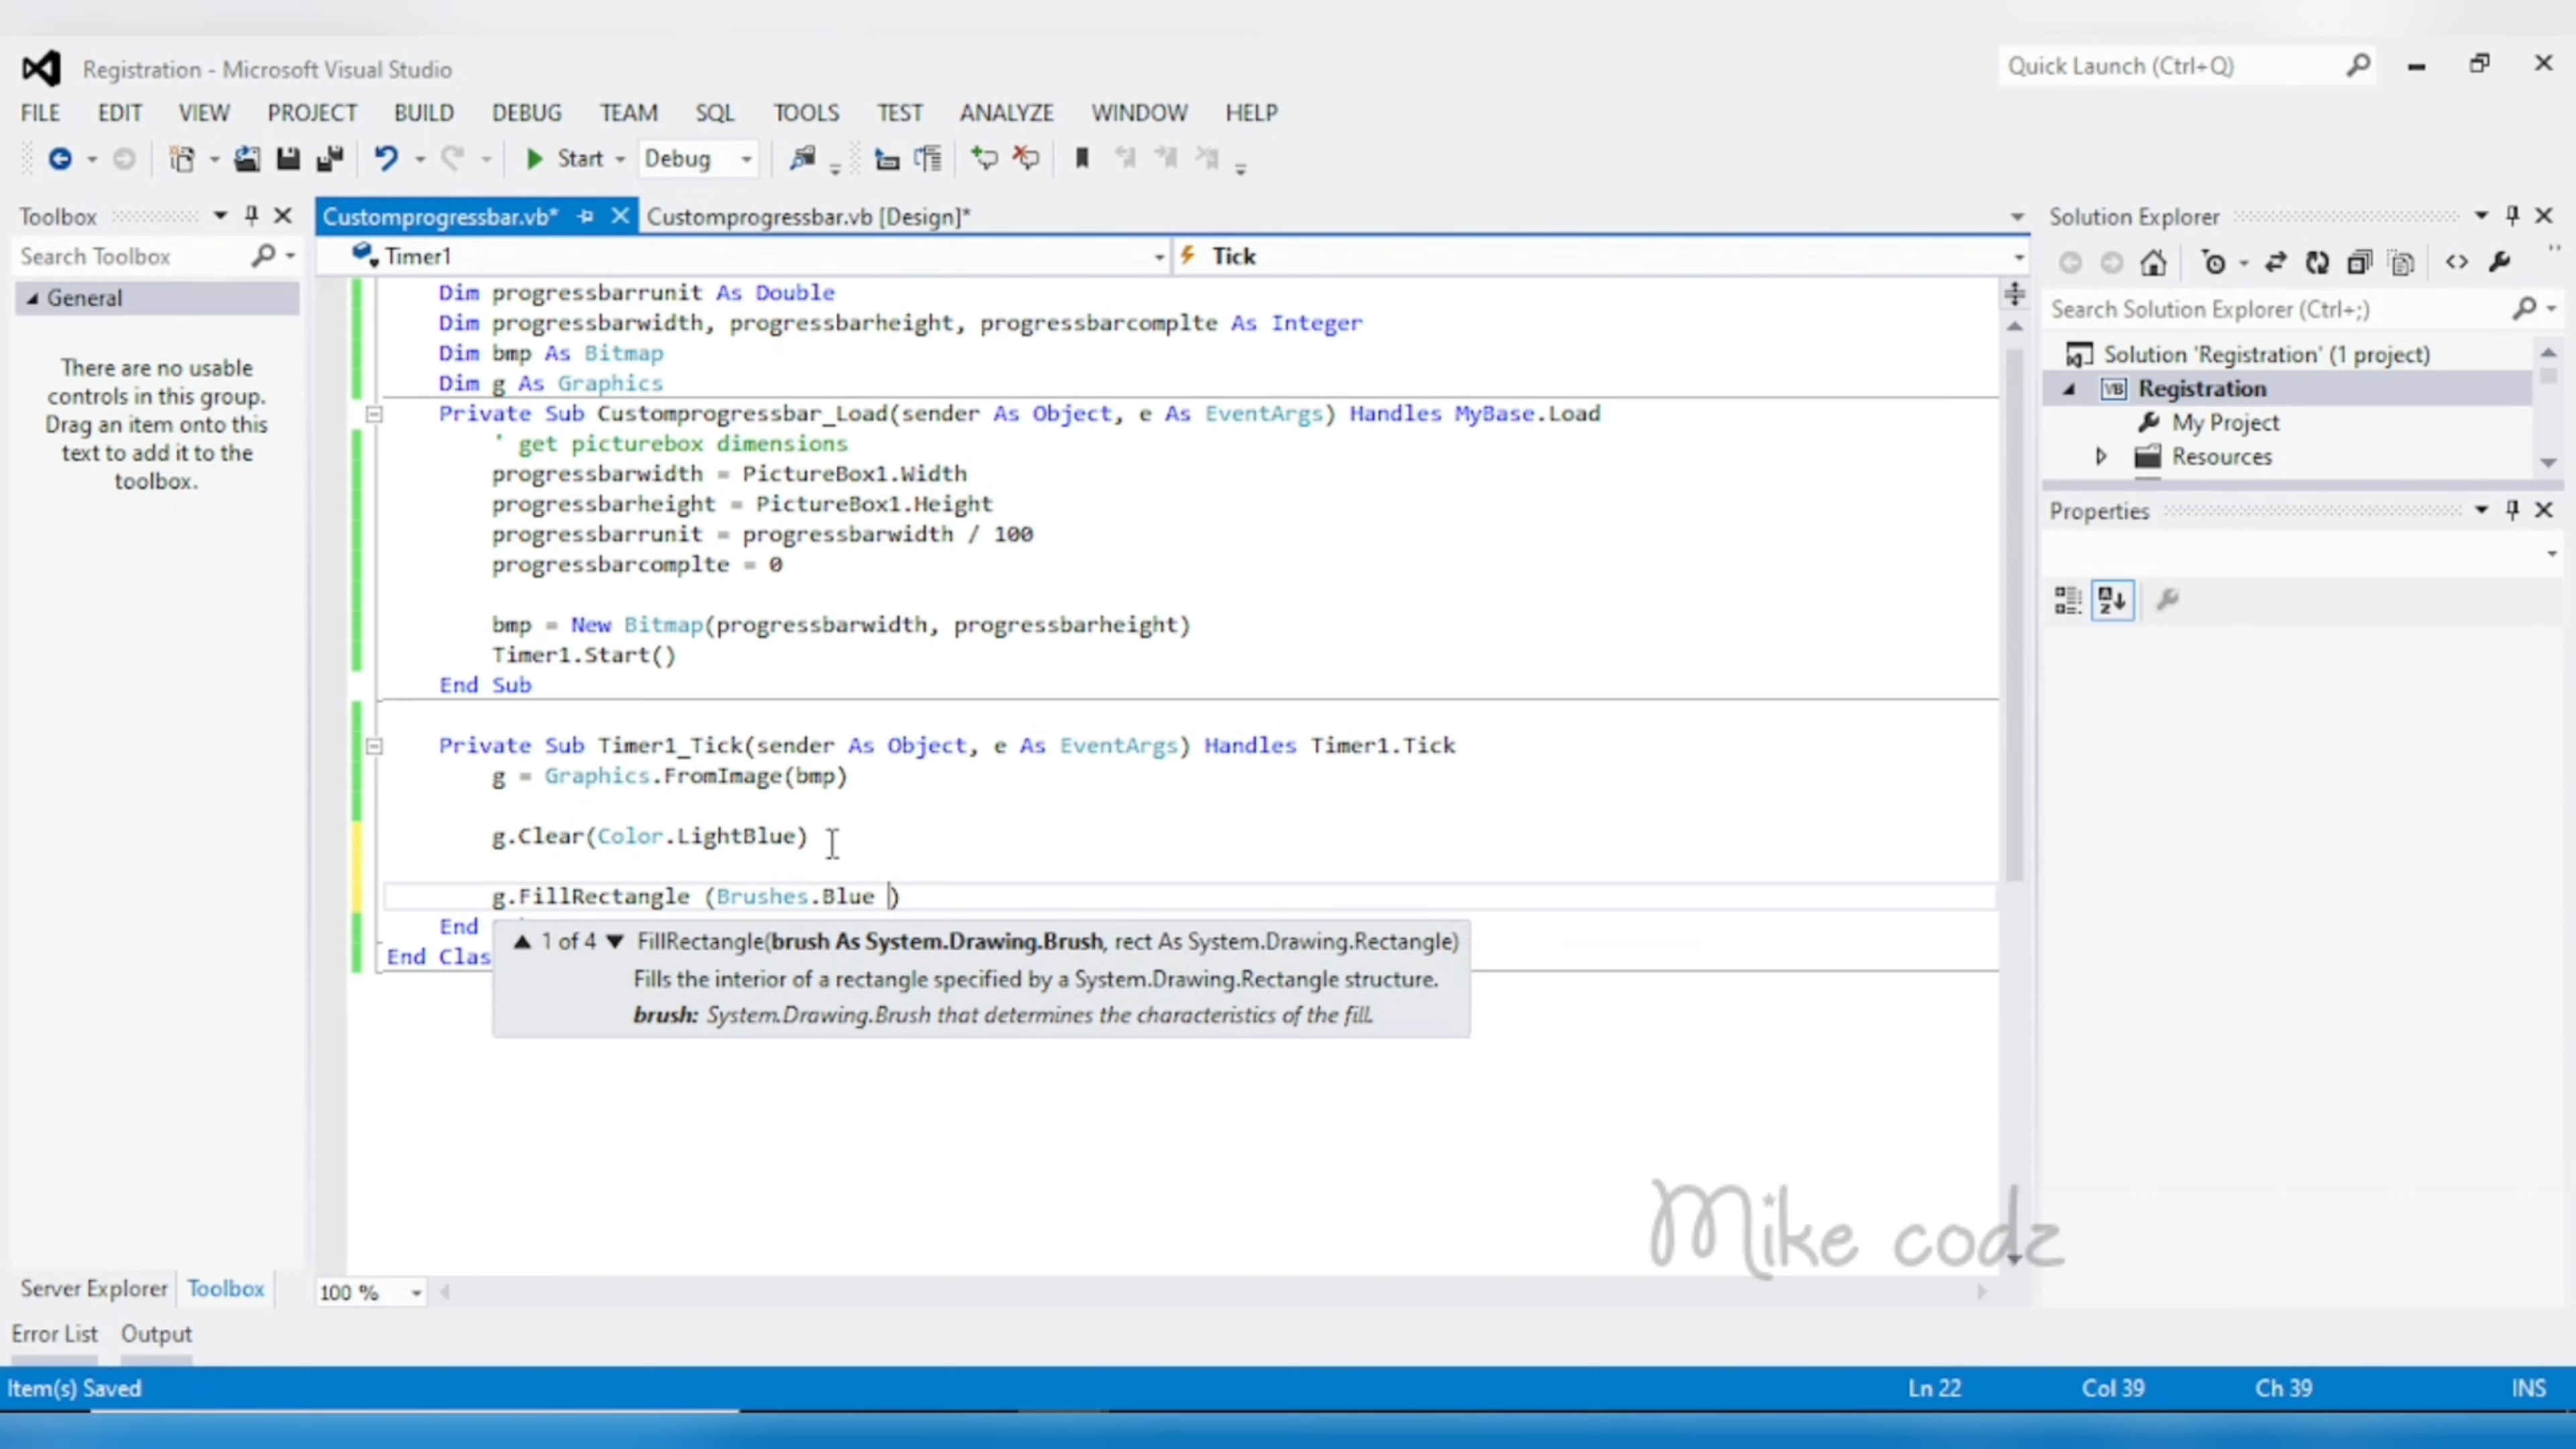 Registration - Microsoft Visual Studio
Quick Launch (Ctrl+Q)
FILE EDIT VIEW PROJECT BUILD DEBUG TEAM SQL TOOLS TEST ANALYZE WINDOW HELP
Start Debug
Toolbox
Search Toolbox
General
There are no usable
controls in this group.
Drag an item onto this
text to add it to the
toolbox.
Server Explorer Toolbox
Customprogressbar.vb* Customprogressbar.vb [Design]*
Timer1 Tick
Dim progressbarrunit As Double
Dim progressbarwidth, progressbarheight, progressbarcomplte As Integer
Dim bmp As Bitmap
Dim g As Graphics
Private Sub Customprogressbar_Load(sender As Object, e As EventArgs) Handles MyBase.Load
' get picturebox dimensions
progressbarwidth = PictureBox1.Width
progressbarheight = PictureBox1.Height
progressbarrunit = progressbarwidth / 100
progressbarcomplte = 0
bmp = New Bitmap(progressbarwidth, progressbarheight)
Timer1.Start()
End Sub
Private Sub Timer1_Tick(sender As Object, e As EventArgs) Handles Timer1.Tick
g = Graphics.FromImage(bmp)
g.Clear(Color.LightBlue)
g.FillRectangle (Brushes.Blue )
End
End Clas
1 of 4 FillRectangle(brush As System.Drawing.Brush, rect As System.Drawing.Rectangle)
Fills the interior of a rectangle specified by a System.Drawing.Rectangle structure.
brush: System.Drawing.Brush that determines the characteristics of the fill.
Mike codz
100 %
Solution Explorer
Search Solution Explorer (Ctrl+;)
Solution 'Registration' (1 project)
VB Registration
My Project
Resources
Properties
Error List Output
Item(s) Saved Ln 22 Col 39 Ch 39 INS